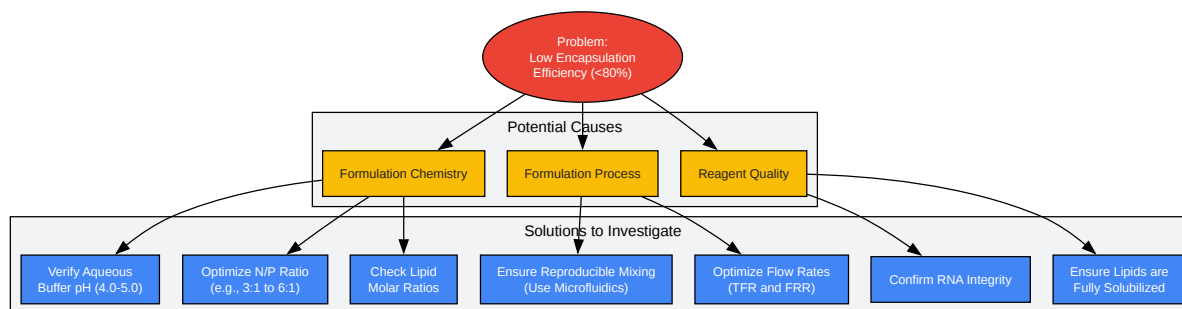 Problem:
Low Encapsulation
Efficiency (<80%)
Potential Causes
Formulation Chemistry
Formulation Process
Reagent Quality
Solutions to Investigate
Verify Aqueous
Buffer pH (4.0-5.0)
Optimize N/P Ratio
(e.g., 3:1 to 6:1)
Check Lipid
Molar Ratios
Ensure Reproducible Mixing
(Use Microfluidics)
Optimize Flow Rates
(TFR and FRR)
Confirm RNA Integrity
Ensure Lipids are
Fully Solubilized